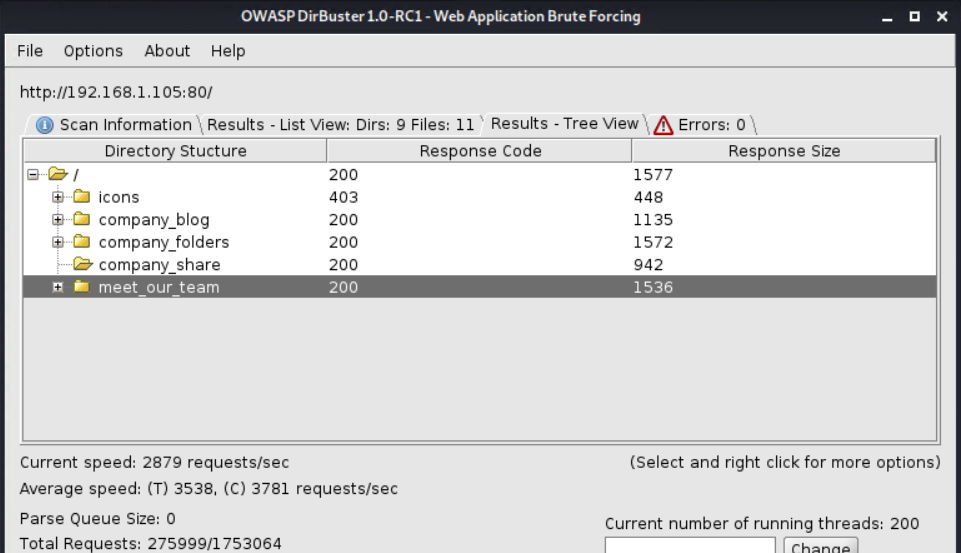 OWASP DirBuster 1.0-RC1 - Web Application Brute Forcing
File Options About Help
http://192.168.1.105:80/
Scan Information Results - List View: Dirs: 9 Files: 11 Results - Tree View Errors: 0
Directory Stucture Response Code Response Size
/ 200 1577
icons 403 448
company_blog 200 1135
company_folders 200 1572
company_share 200 942
meet_our_team 200 1536
Current speed: 2879 requests/sec (Select and right click for more options)
Average speed: (T) 3538, (C) 3781 requests/sec
Parse Queue Size: 0
Current number of running threads: 200
Total Requests: 275999/1753064
Change